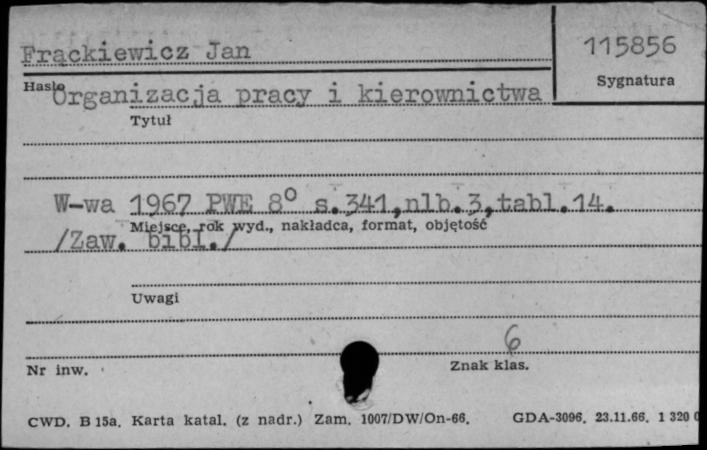 Frąckiewicz Jan
115856
Sygnatura
Hasło
Organizacja pracy i kierownictwa
Tytuł
W-wa 1967 PWE 8° s.341,nlb.3,tabl.14.
Miejsce, rok wyd., nakładca, format, objętość
/Zaw. bibl./
Uwagi
6
Nr inw.
Znak klas.
CWD. B 15a. Karta katal. (z nadr.) Zam. 1007/DW/On-66. GDA-3096. 23.11.66. 1 320 0